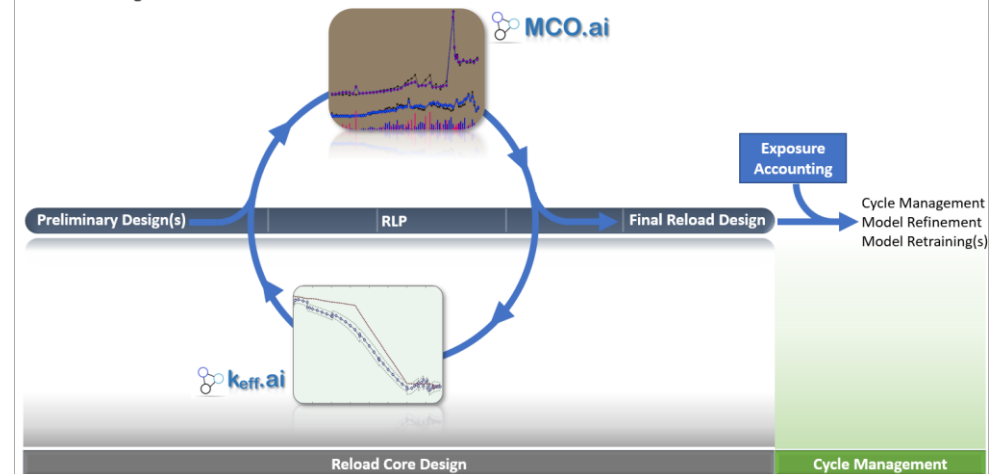 MCO.ai
Exposure
Accounting
Preliminary Design(s)
RLP
Final Reload Design
Cycle Management
Model Refinement
Model Retraining(s)
keff.ai
Reload Core Design
Cycle Management